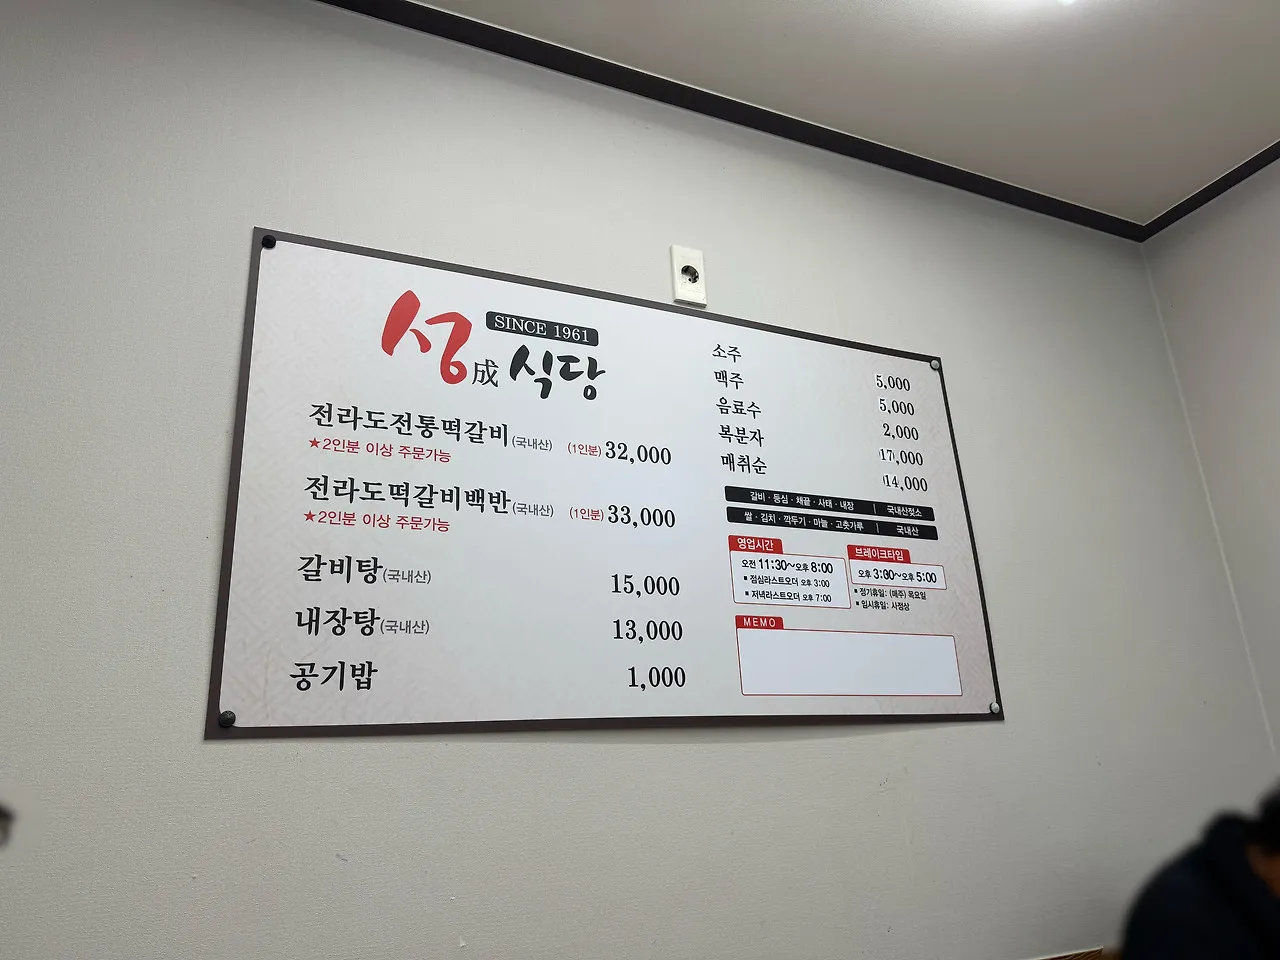 성成식당
SINCE 1961
전라도전통떡갈비(국내산) (1인분) 32,000
★2인분 이상 주문가능
전라도떡갈비백반(국내산) (1인분) 33,000
★2인분 이상 주문가능
갈비탕(국내산) 15,000
내장탕(국내산) 13,000
공기밥 1,000
소주 5,000
맥주 5,000
음료수 2,000
복분자 17,000
매취순 14,000
갈비 · 등심 · 채끝 · 사태 · 내장 | 국내산젖소
쌀 · 김치 · 깍두기 · 마늘 · 고춧가루 | 국내산
영업시간
오전 11:30~오후 8:00
▪ 점심라스트오더 오후 3:00
▪ 저녁라스트오더 오후 7:00
브레이크타임
오후 3:00~오후 5:00
▪ 정기휴일: (매주) 목요일
▪ 임시휴일: 사정상
MEMO